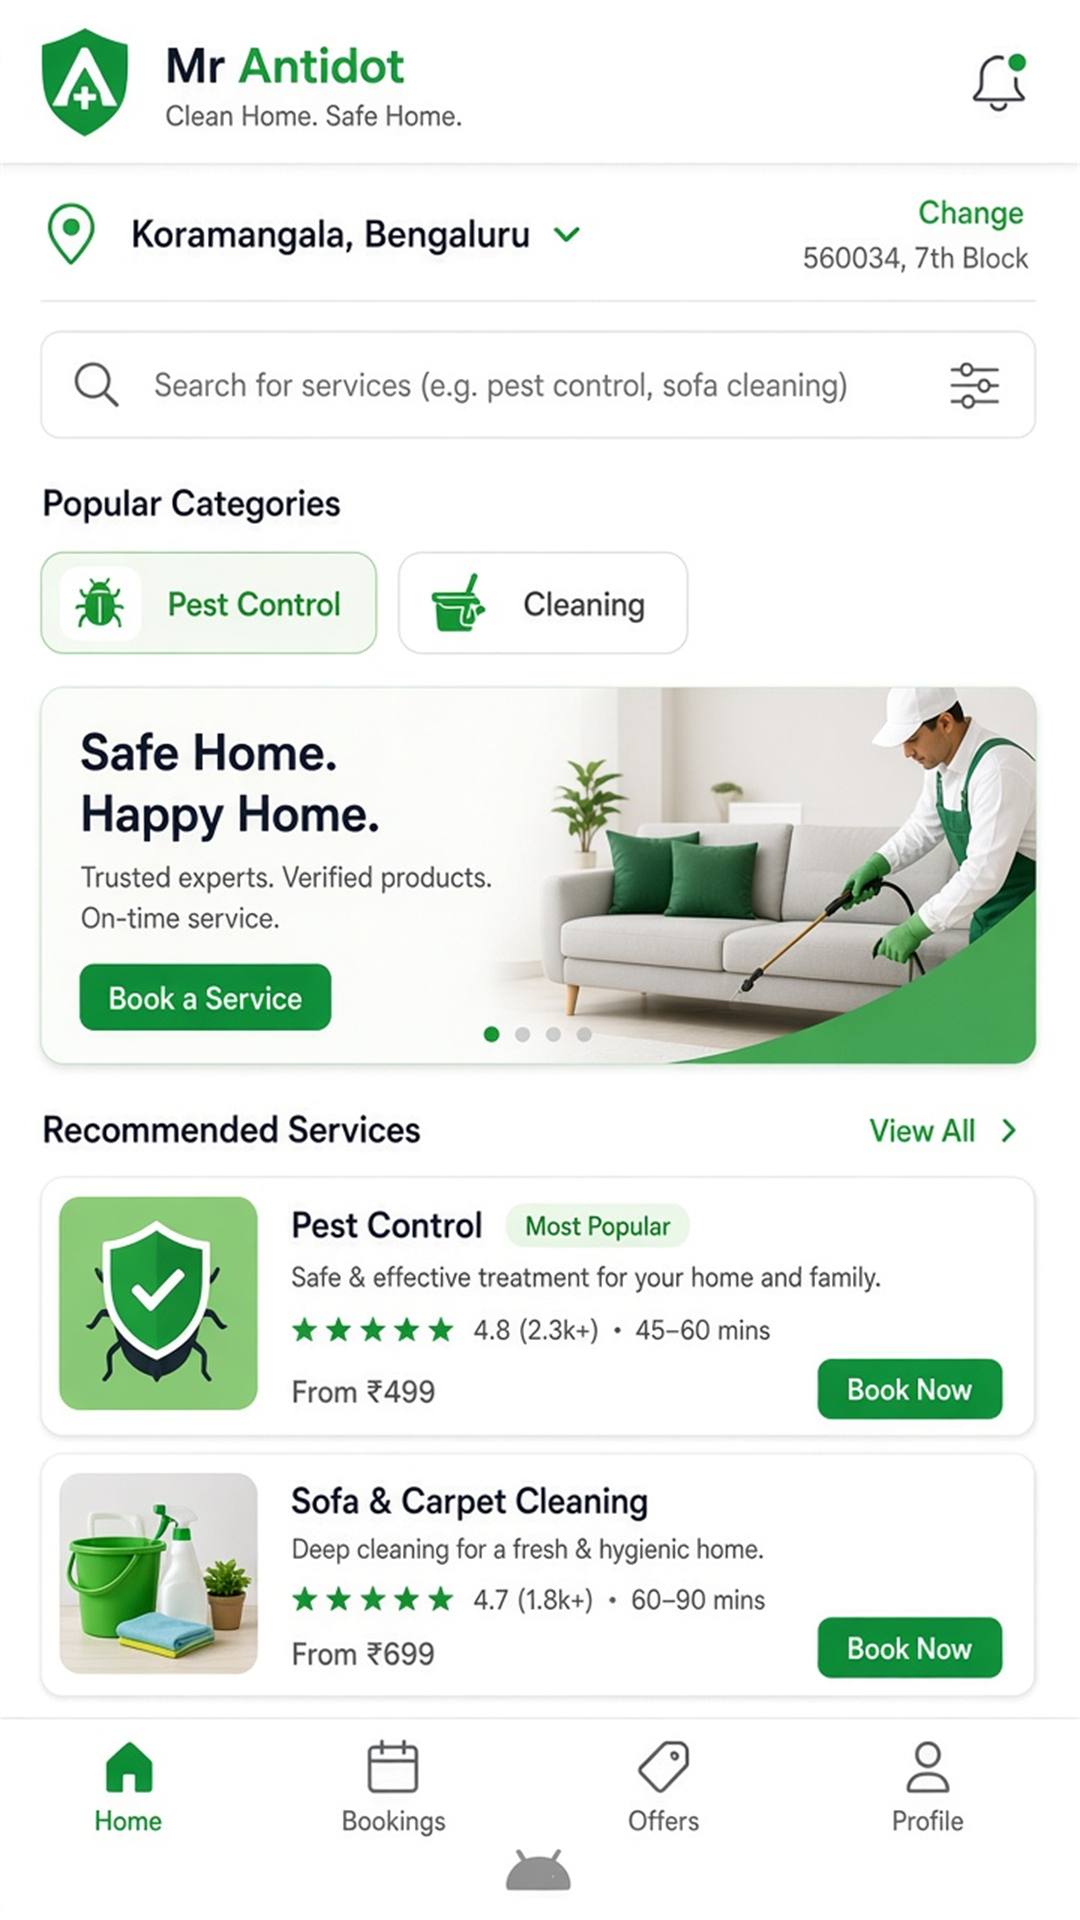 Mr Antidot
Clean Home. Safe Home.
Koramangala, Bengaluru
Change
560034, 7th Block
Search for services (e.g. pest control, sofa cleaning)
Popular Categories
Pest Control
Cleaning
Safe Home.
Happy Home.
Trusted experts. Verified products.
On-time service.
Book a Service
Recommended Services
View All
Pest Control
Most Popular
Safe & effective treatment for your home and family.
4.8 (2.3k+) • 45–60 mins
From ₹499
Book Now
Sofa & Carpet Cleaning
Deep cleaning for a fresh & hygienic home.
4.7 (1.8k+) • 60–90 mins
From ₹699
Book Now
Home
Bookings
Offers
Profile